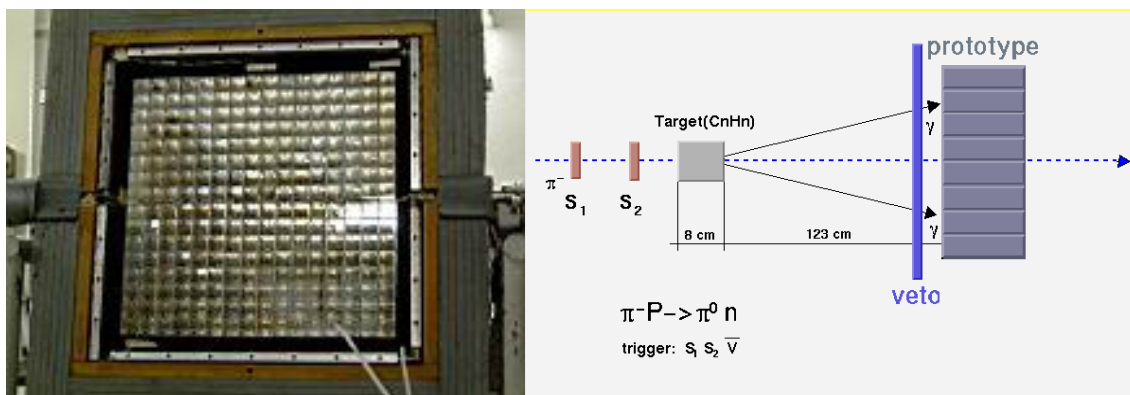 prototype
Target(CnHn)
γ
π⁻
S₁ S₂
γ
8 cm 123 cm
veto
π⁻P–>π⁰ n
trigger: S₁ S₂ V̅